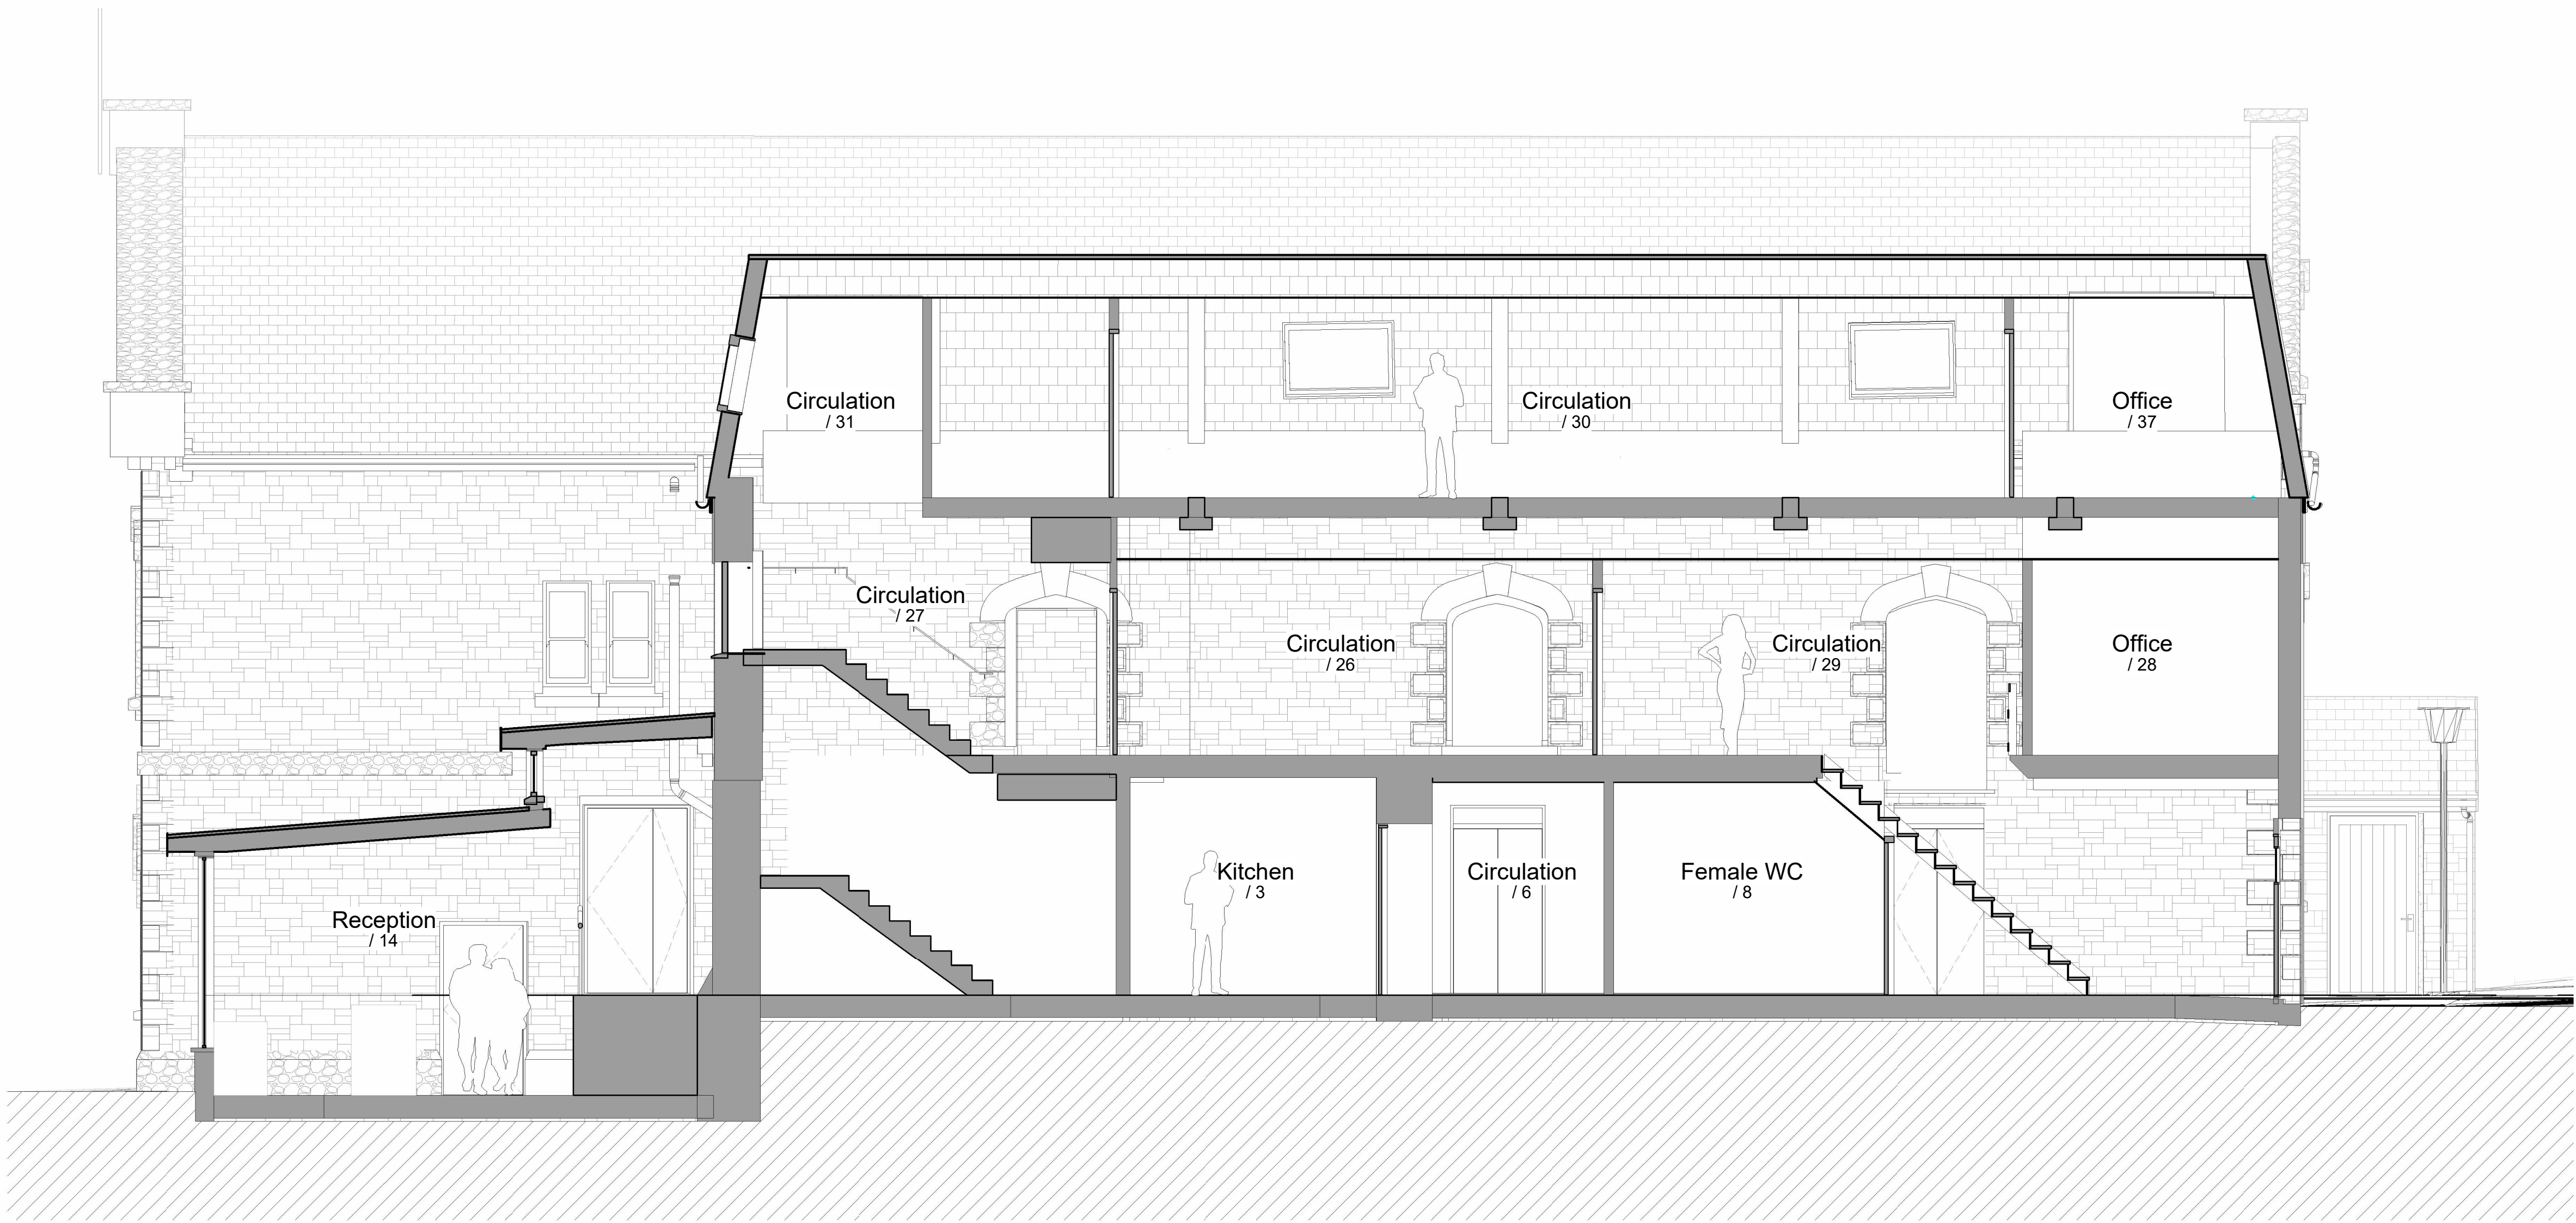 Circulation
/ 31
Circulation
/ 30
Office
/ 37
Circulation
/ 27
Circulation
/ 26
Circulation
/ 29
Office
/ 28
Kitchen
/ 3
Circulation
/ 6
Female WC
/ 8
Reception
/ 14